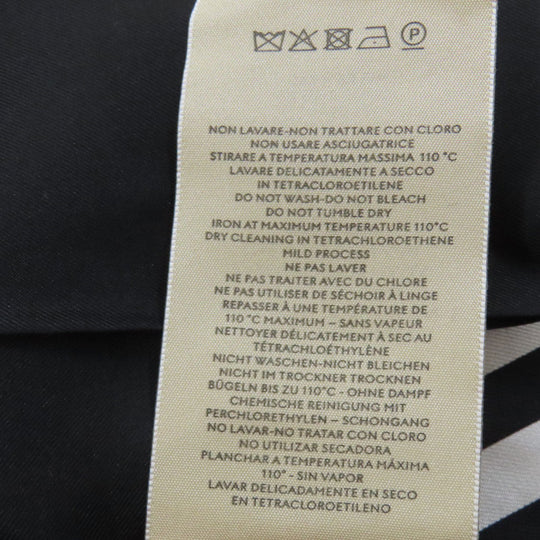 P
NON LAVARE-NON TRATTARE CON CLORO
NON USARE ASCIUGATRICE
STIRARE A TEMPERATURA MASSIMA 110 °C
LAVARE DELICATAMENTE A SECCO
IN TETRACLOROETILENE
DO NOT WASH-DO NOT BLEACH
DO NOT TUMBLE DRY
IRON AT MAXIMUM TEMPERATURE 110°C
DRY CLEANING IN TETRACHLOROETHENE
MILD PROCESS
NE PAS LAVER
NE PAS TRAITER AVEC DU CHLORE
NE PAS UTILISER DE SÉCHOIR À LINGE
REPASSER À UNE TEMPÉRATURE DE
110 °C MAXIMUM – SANS VAPEUR
NETTOYER DÉLICATEMENT À SEC AU
TÉTRACHLOÉTHYLÈNE
NICHT WASCHEN-NICHT BLEICHEN
NICHT IM TROCKNER TROCKNEN
BÜGELN BIS ZU 110°C - OHNE DAMPF
CHEMISCHE REINIGUNG MIT
PERCHLORETHYLEN – SCHONGANG
NO LAVAR-NO TRATAR CON CLORO
NO UTILIZAR SECADORA
PLANCHAR A TEMPERATURA MÁXIMA
110° - SIN VAPOR
LAVAR DELICADAMENTE EN SECO
EN TETRACLOROETILENO